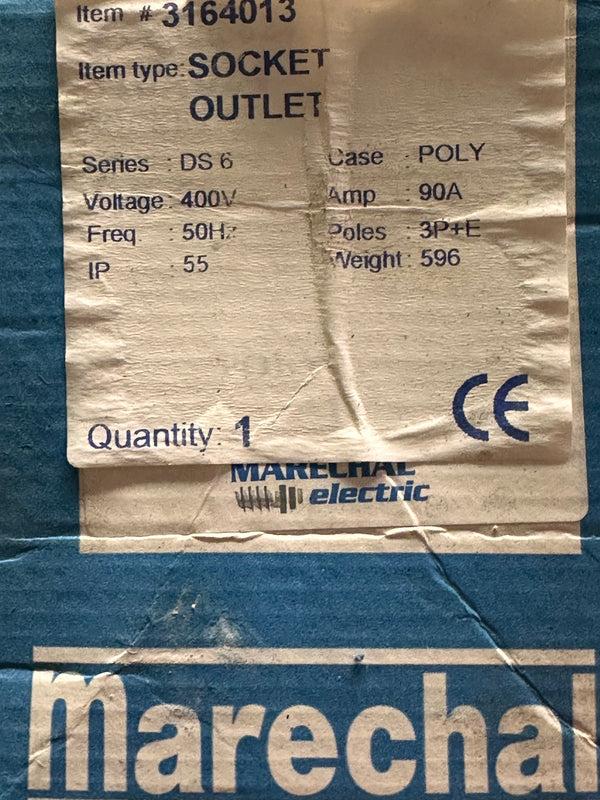 Item # 3164013
Item type: SOCKET
OUTLET
Series : DS 6
Case : POLY
Voltage : 400V
Amp : 90A
Freq. : 50Hz
Poles : 3P+E
IP : 55
Weight : 596
Quantity: 1
CE
MARECHAL
electric
marechal